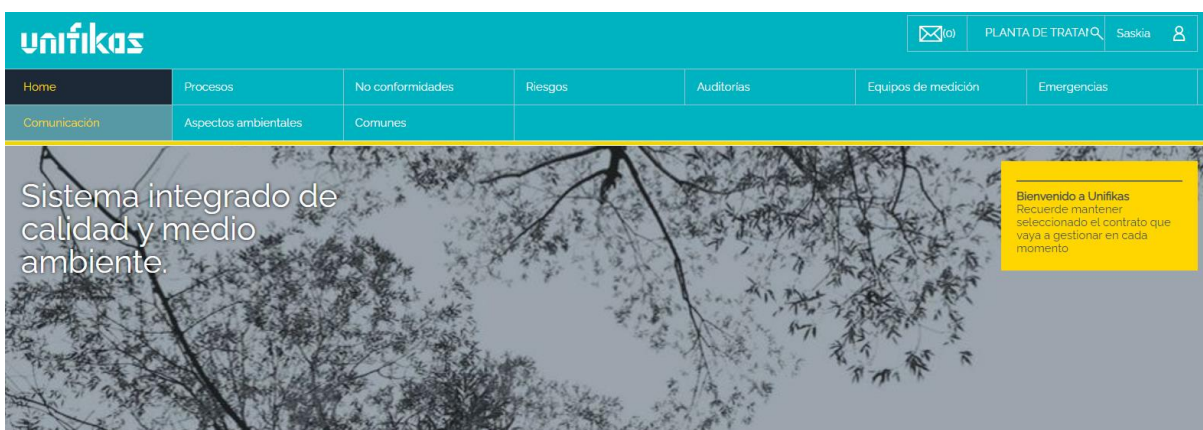 unifikas
(0)
PLANTA DE TRATAI
Saskia
Home
Procesos
No conformidades
Riesgos
Auditorías
Equipos de medición
Emergencias
Comunicación
Aspectos ambientales
Comunes
Sistema integrado de
calidad y medio
ambiente.
Bienvenido a Unifikas
Recuerde mantener
seleccionado el contrato que
vaya a gestionar en cada
momento